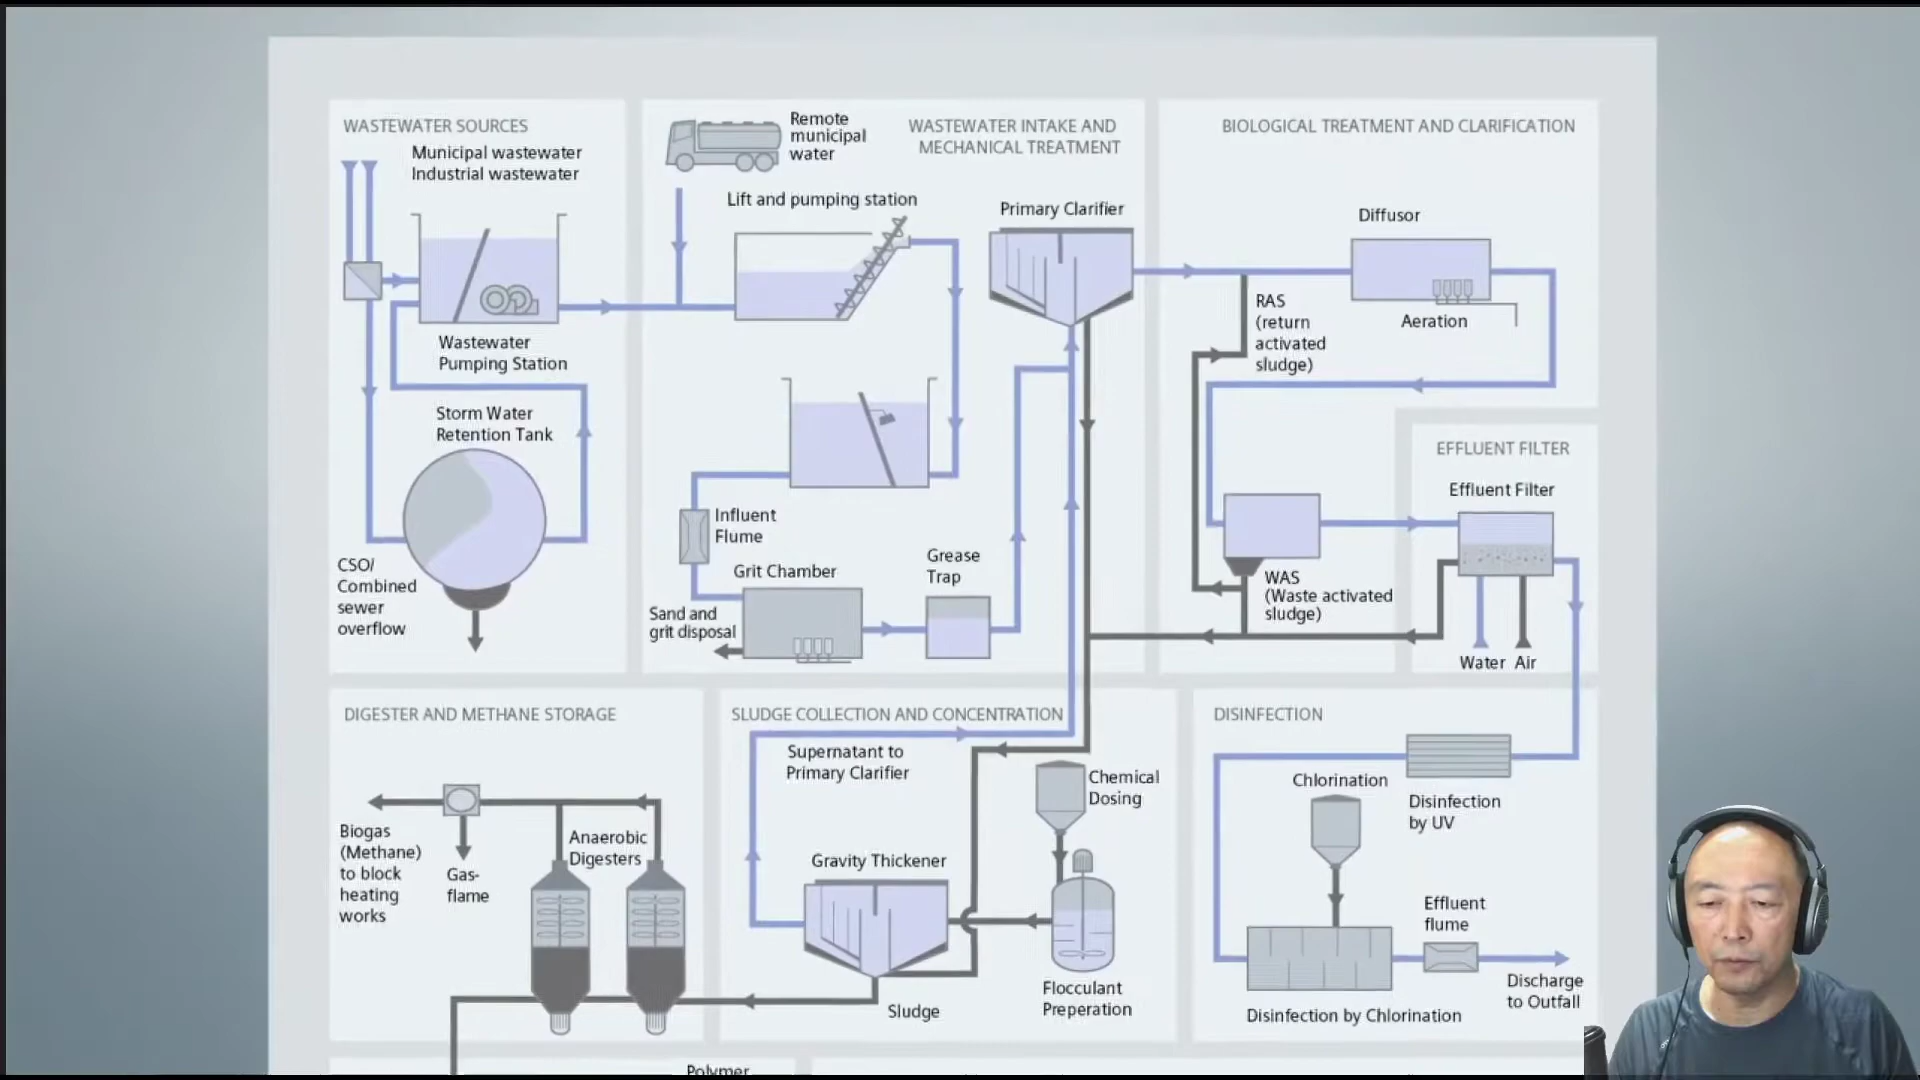 WASTEWATER SOURCES
Municipal wastewater
Industrial wastewater
Wastewater
Pumping Station
Storm Water
Retention Tank
CSO/
Combined
sewer
overflow
Remote
municipal
water
WASTEWATER INTAKE AND
MECHANICAL TREATMENT
Lift and pumping station
Primary Clarifier
Influent
Flume
Grit Chamber
Grease
Trap
Sand and
grit disposal
BIOLOGICAL TREATMENT AND CLARIFICATION
Diffusor
Aeration
RAS
(return
activated
sludge)
WAS
(Waste activated
sludge)
EFFLUENT FILTER
Effluent Filter
Water Air
DIGESTER AND METHANE STORAGE
Biogas
(Methane)
to block
heating
works
Gas-
flame
Anaerobic
Digesters
SLUDGE COLLECTION AND CONCENTRATION
Supernatant to
Primary Clarifier
Chemical
Dosing
Gravity Thickener
Sludge
Flocculant
Preperation
DISINFECTION
Chlorination
Disinfection
by UV
Effluent
flume
Discharge
to Outfall
Disinfection by Chlorination
Polymer